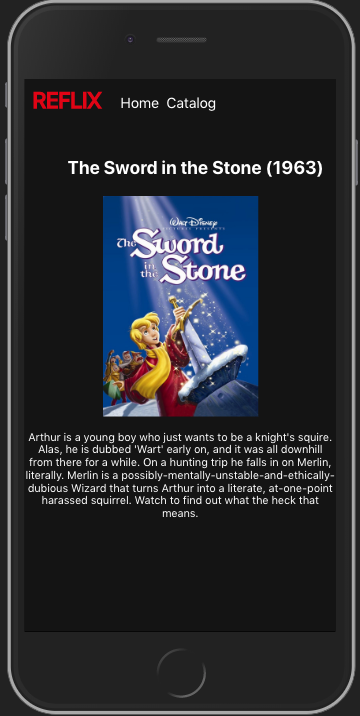 REFLIX Home Catalog
The Sword in the Stone (1963)
WALT DISNEY
PICTURES PRESENTS
The Sword
in the Stone
Arthur is a young boy who just wants to be a knight's squire.
Alas, he is dubbed 'Wart' early on, and it was all downhill
from there for a while. On a hunting trip he falls in on Merlin,
literally. Merlin is a possibly-mentally-unstable-and-ethically-
dubious Wizard that turns Arthur into a literate, at-one-point
harassed squirrel. Watch to find out what the heck that
means.